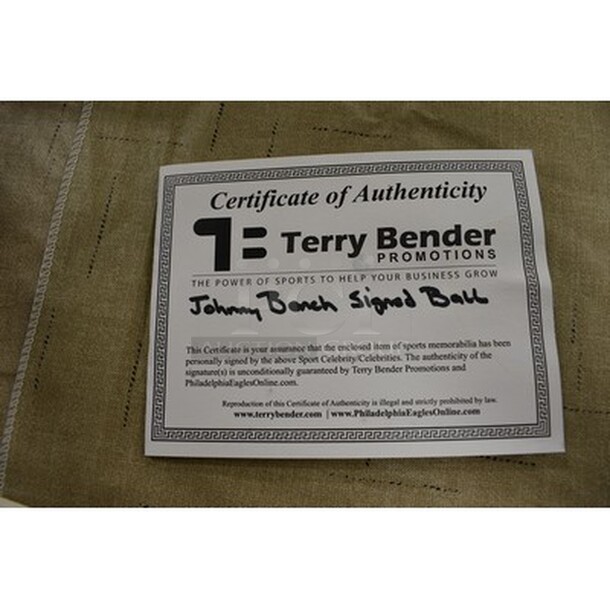 Certificate of Authenticity
Terry Bender
PROMOTIONS
THE POWER OF SPORTS TO HELP YOUR BUSINESS GROW
Johnny Bench Signed Ball
This Certificate is your assurance that the enclosed item of sports memorabilia has been
personally signed by the above Sport Celebrity/Celebrities. The authenticity of the
signature(s) is unconditionally guaranteed by Terry Bender Promotions and
PhiladelphiaEaglesOnline.com.
Reproduction of this Certificate of Authenticity is illegal and strictly prohibited by law.
www.terrybender.com | www.PhiladelphiaEaglesOnline.com